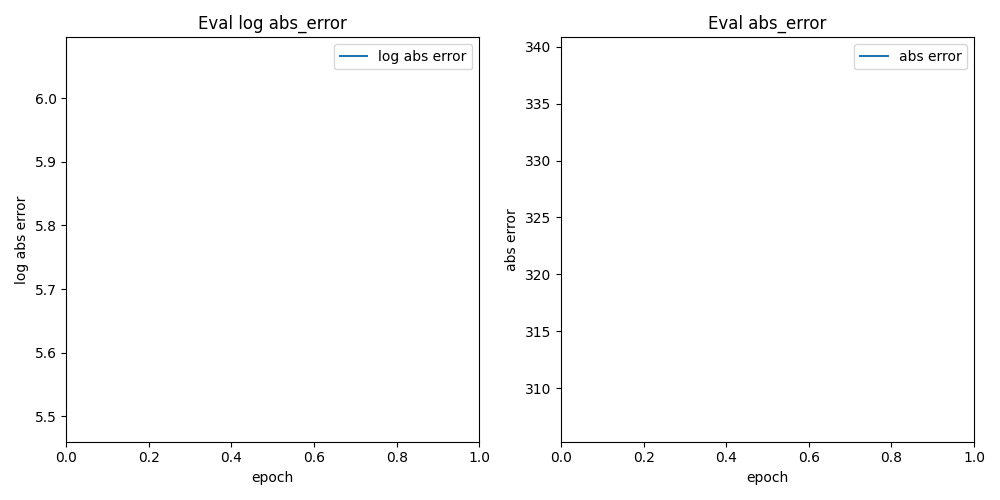 Eval log abs_error
log abs error
6.0
5.9
5.8
5.7
5.6
5.5
log abs error
0.0 0.2 0.4 0.6 0.8 1.0
epoch
Eval abs_error
abs error
340
335
330
325
320
315
310
abs error
0.0 0.2 0.4 0.6 0.8 1.0
epoch